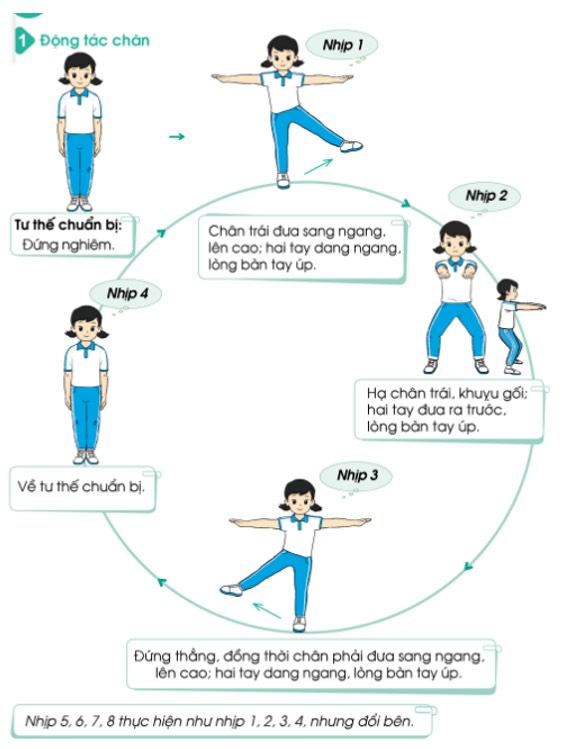 1 Động tác chân
Nhịp 1
Tư thế chuẩn bị:
Đứng nghiêm.
Chân trái đưa sang ngang,
lên cao; hai tay dang ngang,
lòng bàn tay úp.
Nhịp 2
Hạ chân trái, khuỵu gối;
hai tay đưa ra trước,
lòng bàn tay úp.
Nhịp 3
Đứng thẳng, đồng thời chân phải đưa sang ngang,
lên cao; hai tay dang ngang, lòng bàn tay úp.
Nhịp 4
Về tư thế chuẩn bị.
Nhịp 5, 6, 7, 8 thực hiện như nhịp 1, 2, 3, 4, nhưng đổi bên.